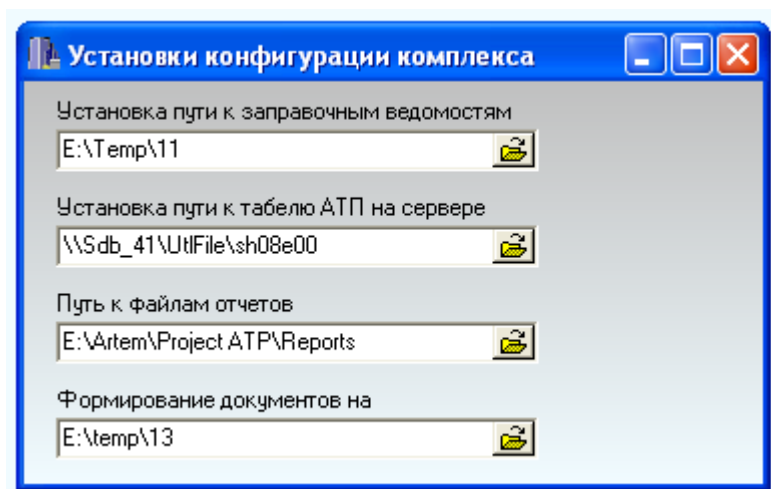 Установки конфигурации комплекса
Установка пути к заправочным ведомостям
E:\Temp\11
Установка пути к табелю АТП на сервере
\\Sdb_41\UtlFile\sh08e00
Путь к файлам отчетов
E:\Artem\Project ATP\Reports
Формирование документов на
E:\temp\13